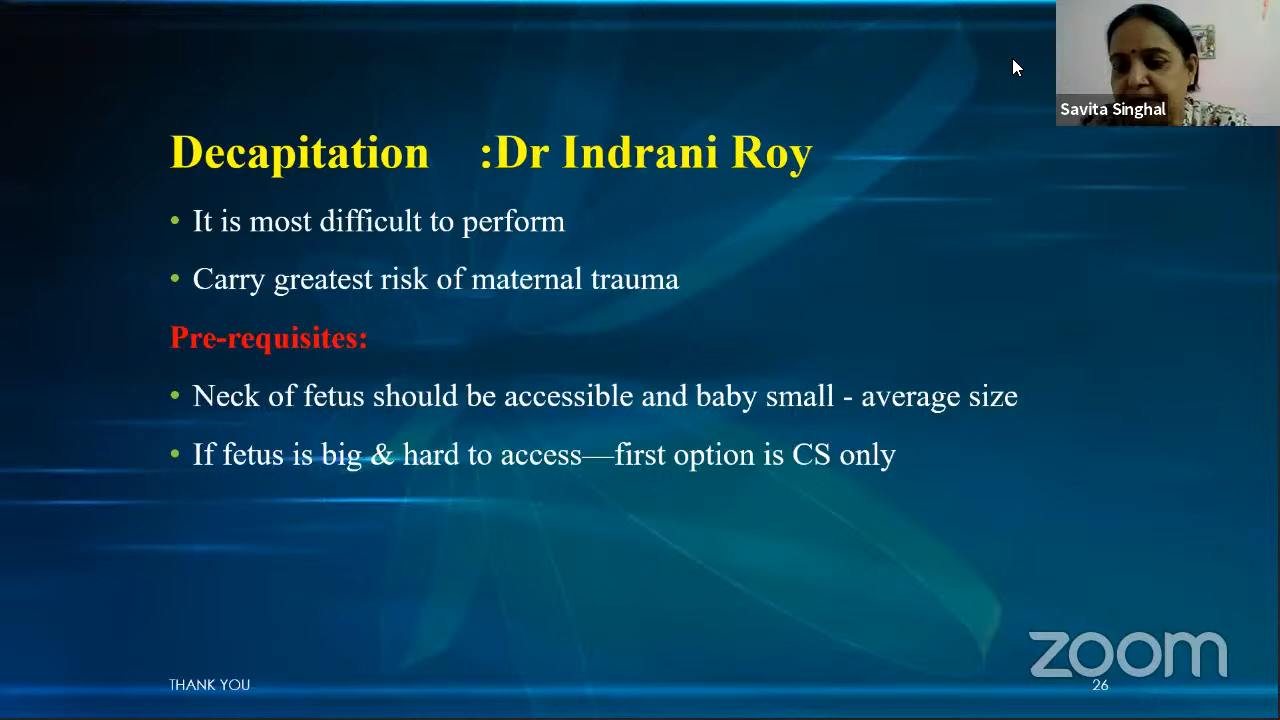 Savita Singhal
Decapitation :Dr Indrani Roy
• It is most difficult to perform
• Carry greatest risk of maternal trauma
Pre-requisites:
• Neck of fetus should be accessible and baby small - average size
• If fetus is big & hard to access—first option is CS only
zoom
THANK YOU
26